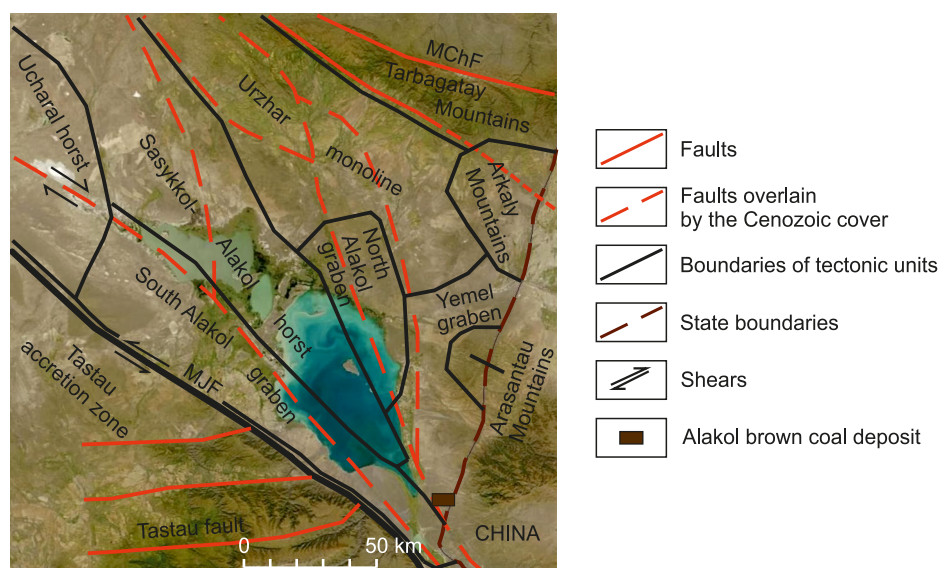 MChF
Tarbagatay
Mountains
Ucharal horst
Urzhar
monoline
Sasykkol-
Alakol
horst
Arkaly
Mountains
North
Alakol
graben
Yemel
graben
South Alakol
graben
Arasantau
Mountains
Tastau
accretion zone
MJF
Tastau fault
0
50 km
CHINA
Faults
Faults overlain
by the Cenozoic cover
Boundaries of tectonic units
State boundaries
Shears
Alakol brown coal deposit